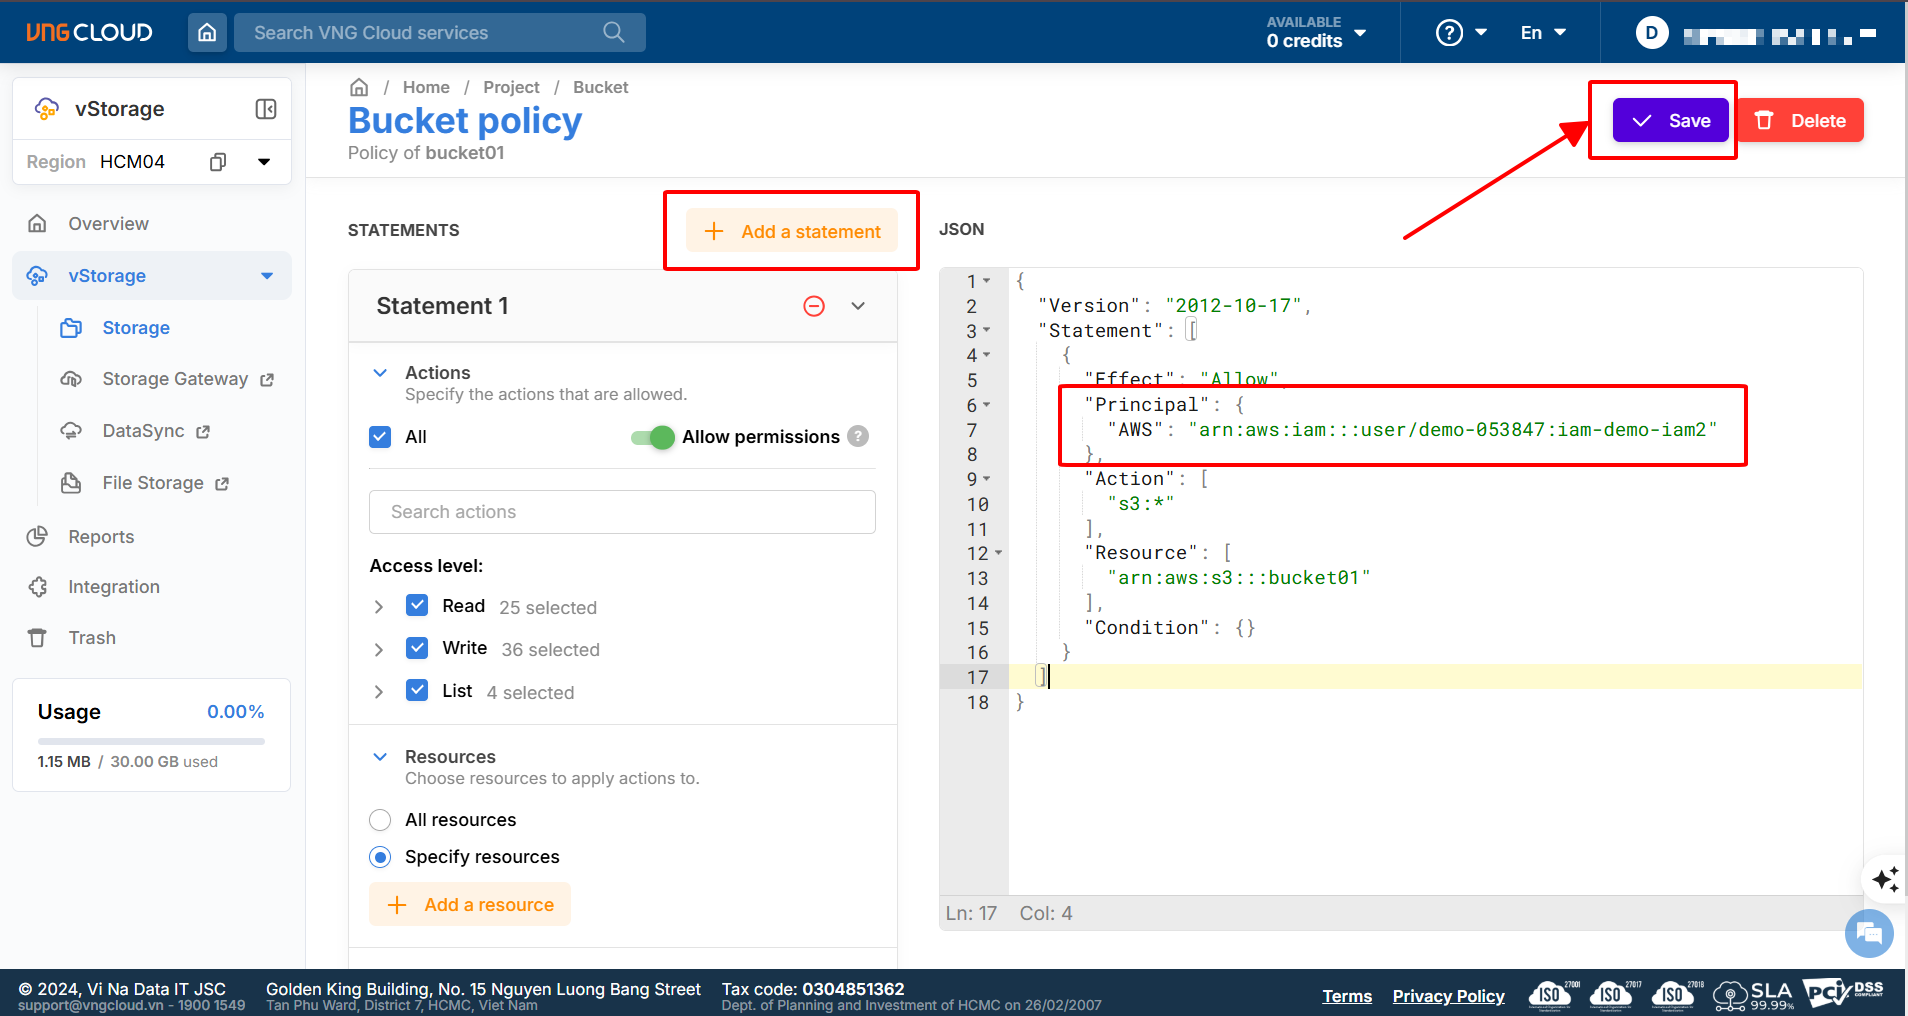 VNG CLOUD
Search VNG Cloud services
AVAILABLE
0 credits
?
En
D
vStorage
Region HCM04
Overview
vStorage
Storage
Storage Gateway
DataSync
File Storage
Reports
Integration
Trash
Usage 0.00%
1.15 MB / 30.00 GB used
/ Home / Project / Bucket
Bucket policy
Policy of bucket01
Save
Delete
STATEMENTS
Add a statement
Statement 1
Actions
Specify the actions that are allowed.
All
Allow permissions ?
Search actions
Access level:
Read 25 selected
Write 36 selected
List 4 selected
Resources
Choose resources to apply actions to.
All resources
Specify resources
Add a resource
JSON
1 {
2 "Version": "2012-10-17",
3 "Statement": [
4 {
5 "Effect": "Allow",
6 "Principal": {
7 "AWS": "arn:aws:iam:::user/demo-053847:iam-demo-iam2"
8 },
9 "Action": [
10 "s3:*"
11 ],
12 "Resource": [
13 "arn:aws:s3:::bucket01"
14 ],
15 "Condition": {}
16 }
17 ]
18 }
Ln: 17 Col: 4
© 2024, Vi Na Data IT JSC
support@vngcloud.vn - 1900 1549
Golden King Building, No. 15 Nguyen Luong Bang Street
Tan Phu Ward, District 7, HCMC, Viet Nam
Tax code: 0304851362
Dept. of Planning and Investment of HCMC on 26/02/2007
Terms
Privacy Policy
ISO 27001
ISO 27017
ISO 27018
SLA
99.99%
PCI DSS
COMPLIANT